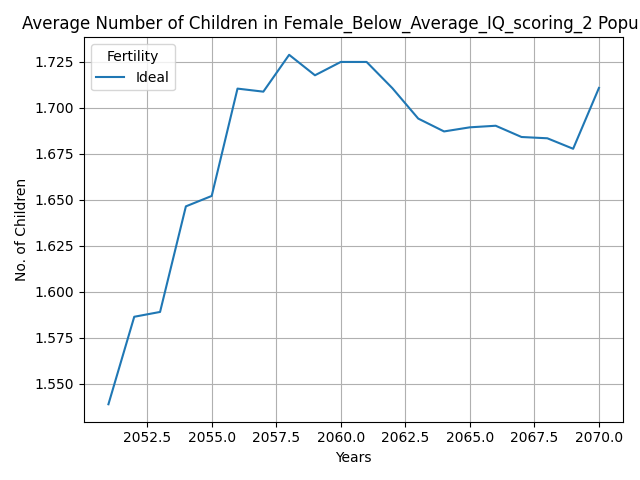 Average Number of Children in Female_Below_Average_IQ_scoring_2 Popu
Fertility
Ideal
1.725
1.700
1.675
1.650
1.625
1.600
1.575
1.550
No. of Children
2052.5 2055.0 2057.5 2060.0 2062.5 2065.0 2067.5 2070.0
Years